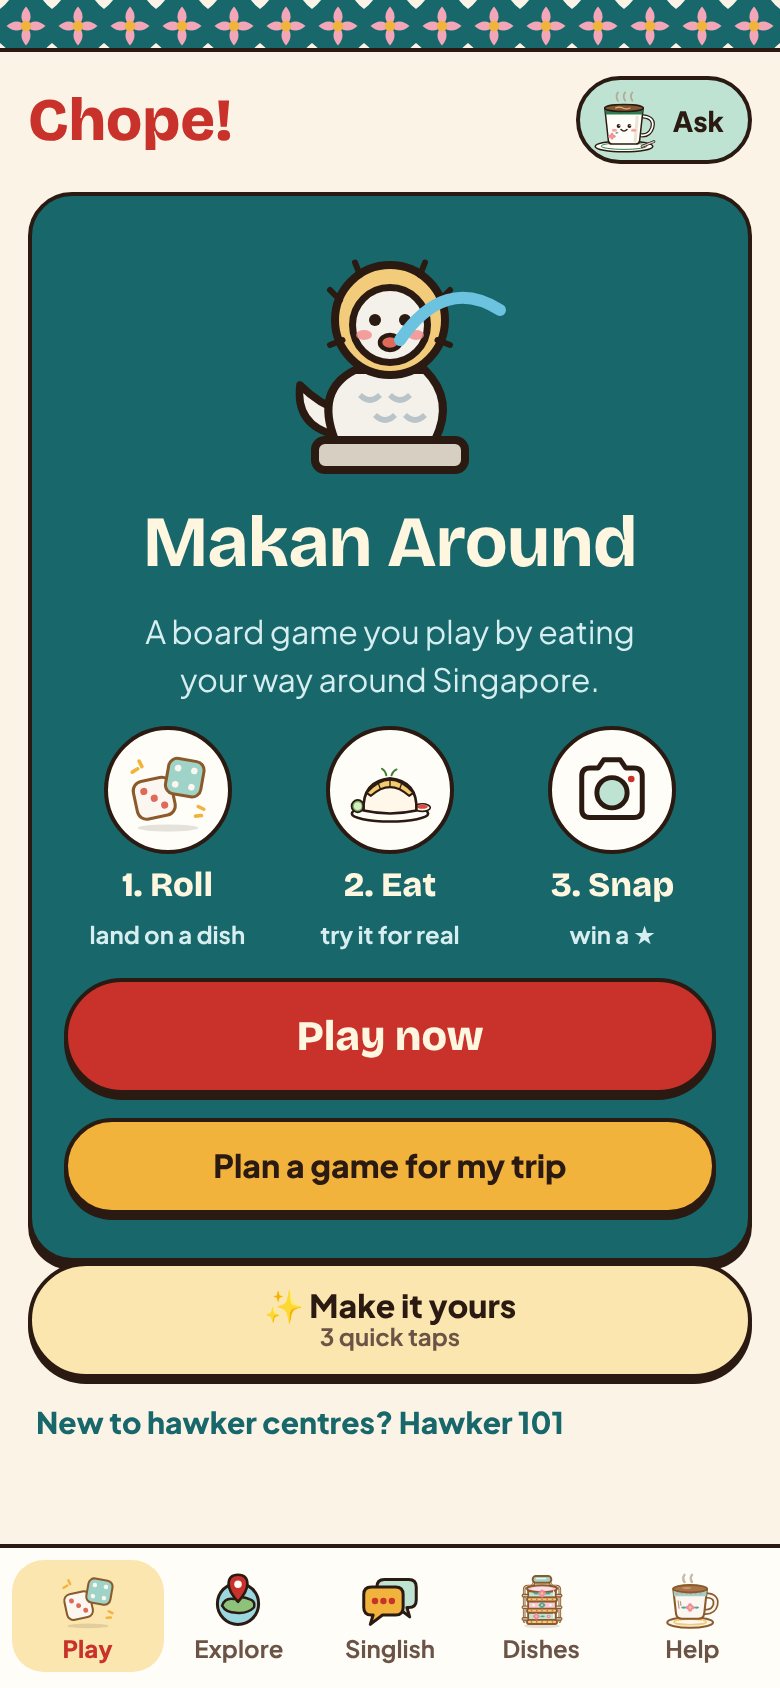 Chope!
Ask
Makan Around
A board game you play by eating
your way around Singapore.
1. Roll
2. Eat
3. Snap
land on a dish
try it for real
win a ★
Play now
Plan a game for my trip
✨ Make it yours
3 quick taps
New to hawker centres? Hawker 101
Play
Explore
Singlish
Dishes
Help